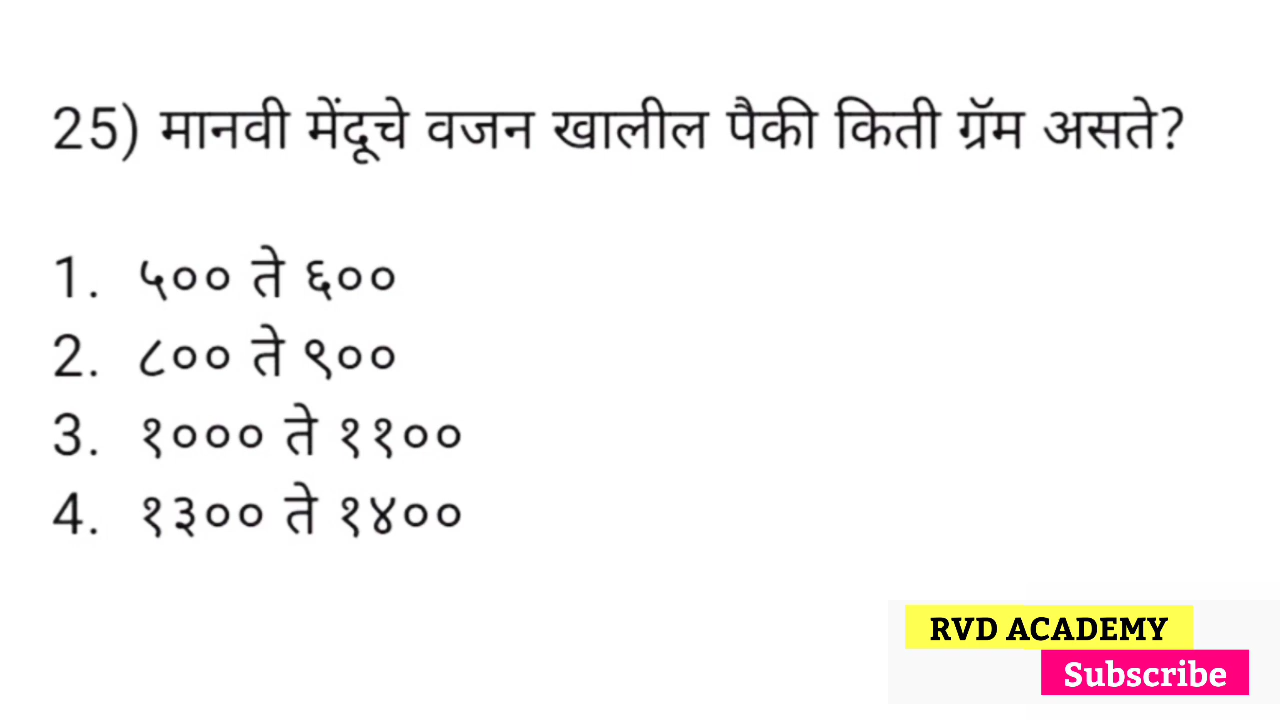 25) मानवी मेंदूचे वजन खालील पैकी किती ग्रॅम असते?
1. ५०० ते ६००
2. ८०० ते ९००
3. १००० ते ११००
4. १३०० ते १४००
RVD ACADEMY
Subscribe